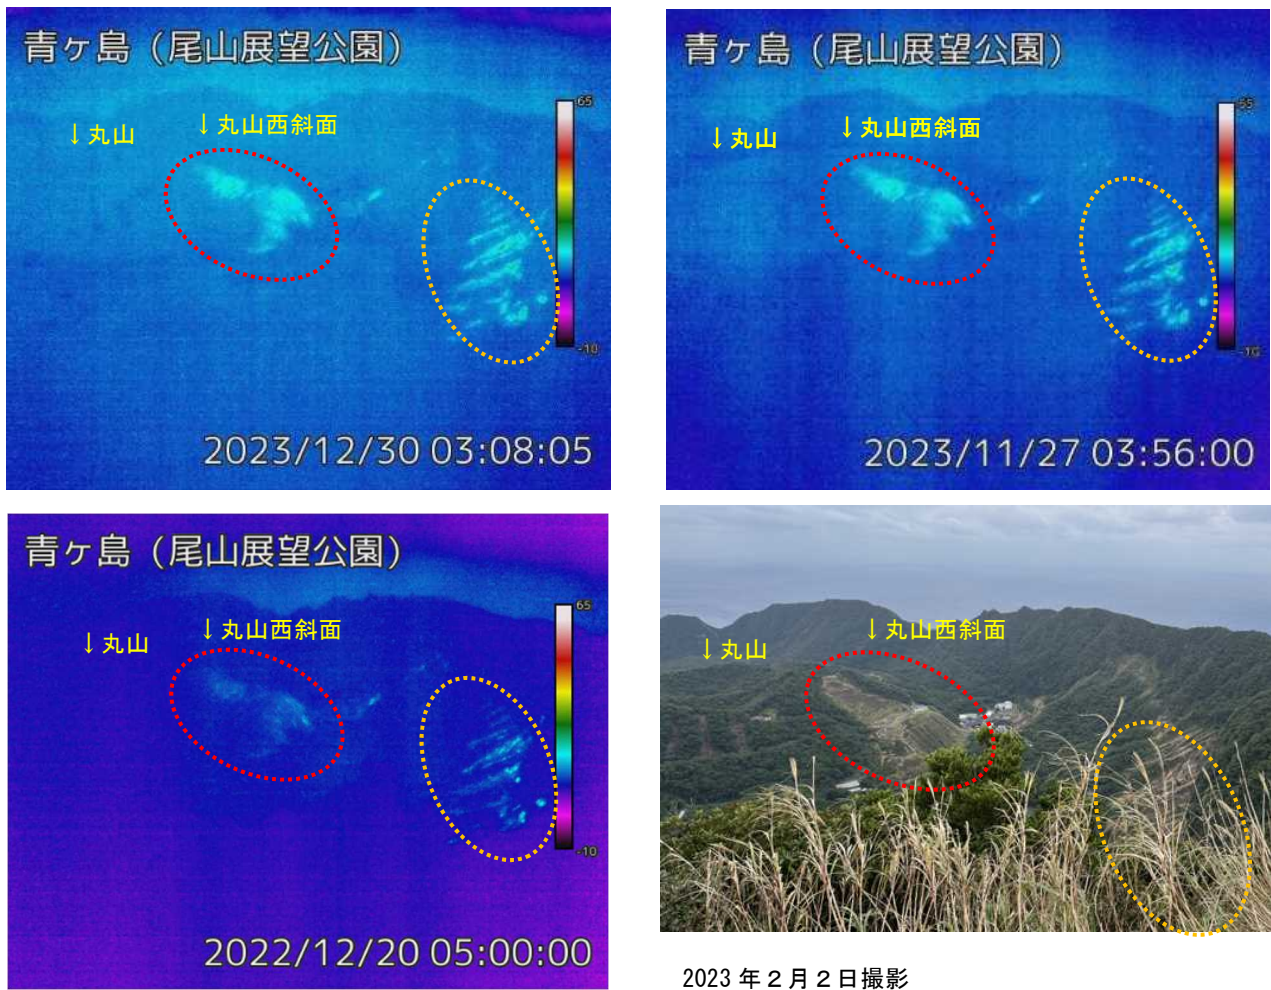 青ヶ島（尾山展望公園）
↓丸山
↓丸山西斜面
65
-10
2023/12/30 03:08:05
青ヶ島（尾山展望公園）
↓丸山
↓丸山西斜面
65
-10
2023/11/27 03:56:00
青ヶ島（尾山展望公園）
↓丸山
↓丸山西斜面
65
-10
2022/12/20 05:00:00
↓丸山
↓丸山西斜面
2023 年２月２日撮影